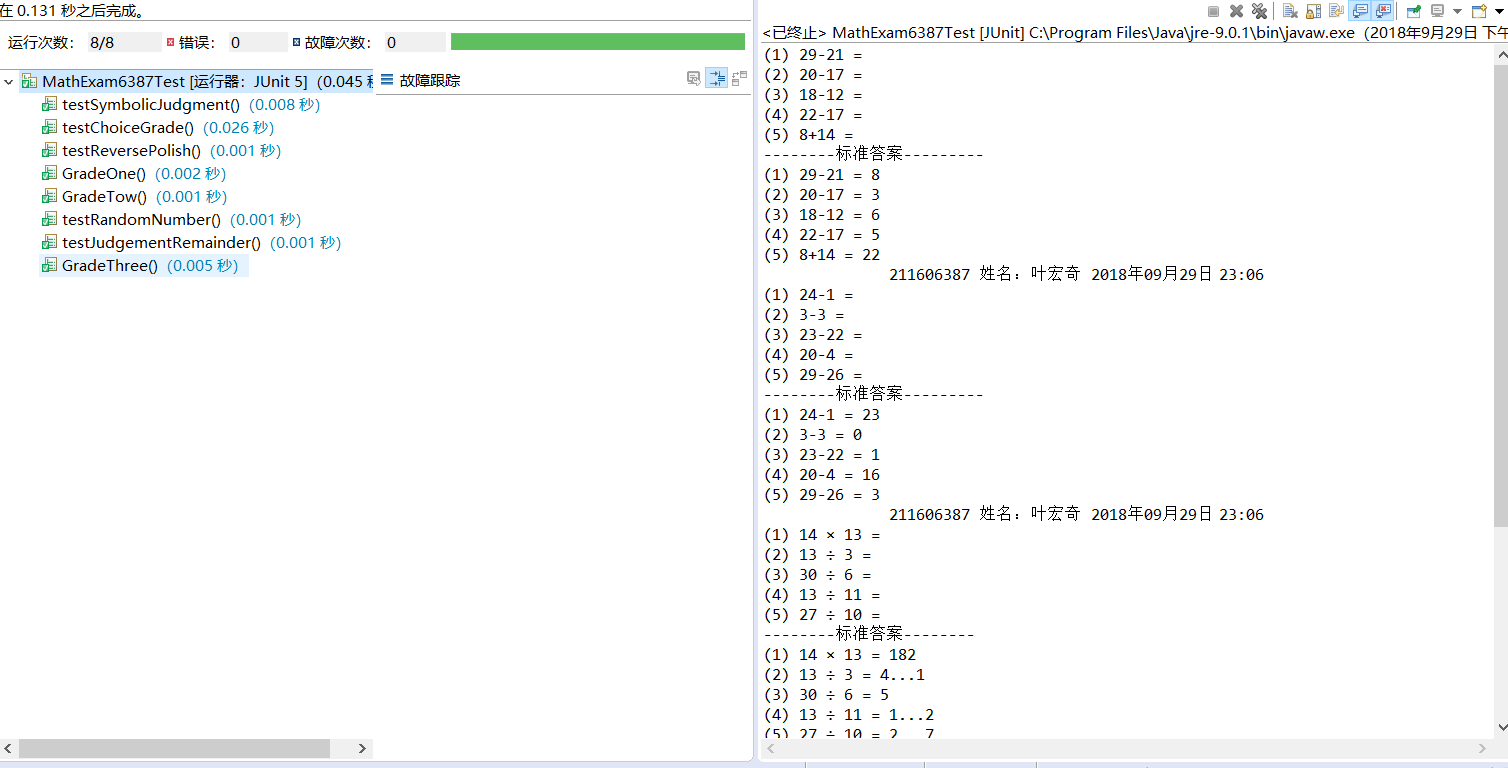 在 0.131 秒之后完成。
运行次数： 8/8 错误： 0 故障次数： 0
MathExam6387Test [运行器：JUnit 5] (0.045 秒
testSymbolicJudgment() (0.008 秒)
testChoiceGrade() (0.026 秒)
testReversePolish() (0.001 秒)
GradeOne() (0.002 秒)
GradeTow() (0.001 秒)
testRandomNumber() (0.001 秒)
testJudgementRemainder() (0.001 秒)
GradeThree() (0.005 秒)
故障跟踪
<已终止> MathExam6387Test [JUnit] C:\Program Files\Java\jre-9.0.1\bin\javaw.exe（2018年9月29日 下午
(1) 29-21 =
(2) 20-17 =
(3) 18-12 =
(4) 22-17 =
(5) 8+14 =
--------标准答案---------
(1) 29-21 = 8
(2) 20-17 = 3
(3) 18-12 = 6
(4) 22-17 = 5
(5) 8+14 = 22
211606387 姓名：叶宏奇 2018年09月29日 23:06
(1) 24-1 =
(2) 3-3 =
(3) 23-22 =
(4) 20-4 =
(5) 29-26 =
--------标准答案---------
(1) 24-1 = 23
(2) 3-3 = 0
(3) 23-22 = 1
(4) 20-4 = 16
(5) 29-26 = 3
211606387 姓名：叶宏奇 2018年09月29日 23:06
(1) 14 × 13 =
(2) 13 ÷ 3 =
(3) 30 ÷ 6 =
(4) 13 ÷ 11 =
(5) 27 ÷ 10 =
--------标准答案--------
(1) 14 × 13 = 182
(2) 13 ÷ 3 = 4...1
(3) 30 ÷ 6 = 5
(4) 13 ÷ 11 = 1...2
(5) 27 ÷ 10 = 2...7